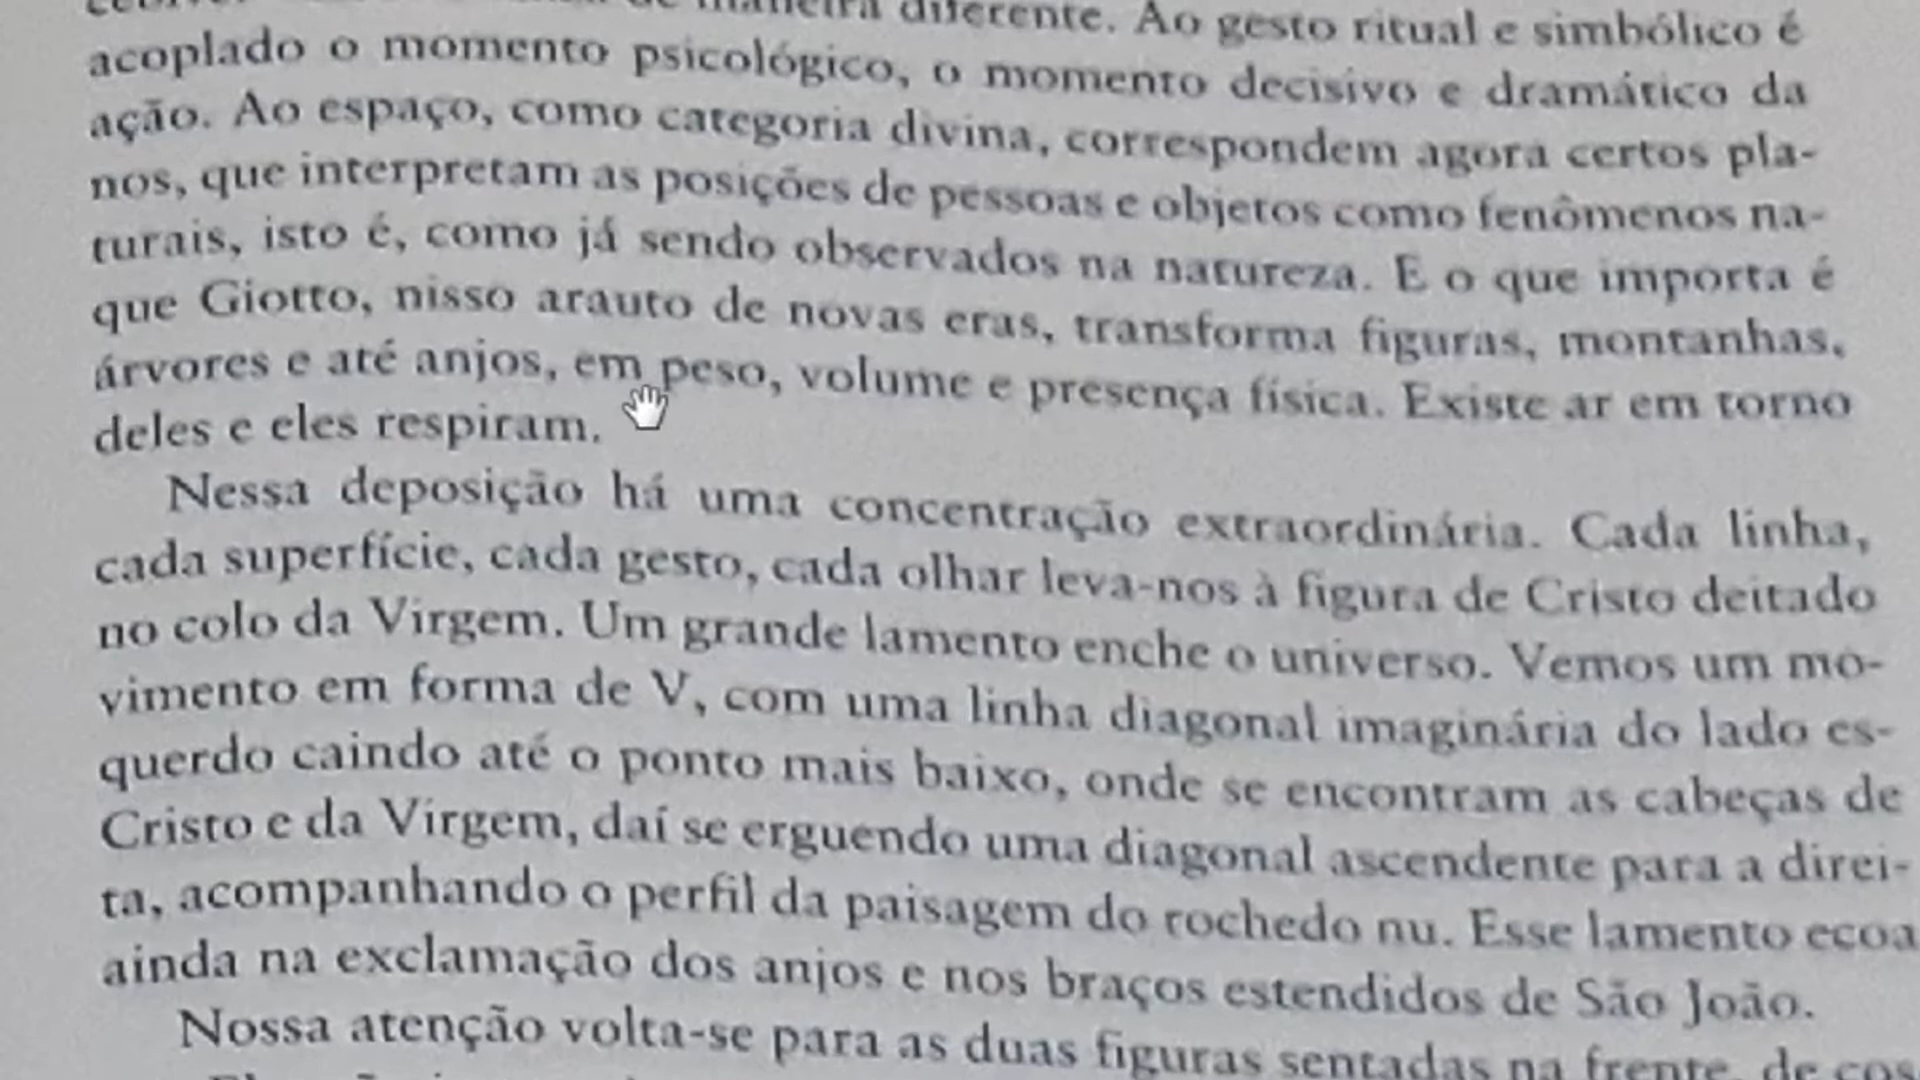 de maneira diferente. Ao gesto ritual e simbólico é
acoplado o momento psicológico, o momento decisivo e dramático da
ação. Ao espaço, como categoria divina, correspondem agora certos pla-
nos, que interpretam as posições de pessoas e objetos como fenômenos na-
turais, isto é, como já sendo observados na natureza. E o que importa é
que Giotto, nisso arauto de novas eras, transforma figuras, montanhas,
árvores e até anjos, em peso, volume e presença física. Existe ar em torno
deles e eles respiram.
Nessa deposição há uma concentração extraordinária. Cada linha,
cada superfície, cada gesto, cada olhar leva-nos à figura de Cristo deitado
no colo da Virgem. Um grande lamento enche o universo. Vemos um mo-
vimento em forma de V, com uma linha diagonal imaginária do lado es-
querdo caindo até o ponto mais baixo, onde se encontram as cabeças de
Cristo e da Virgem, daí se erguendo uma diagonal ascendente para a direi-
ta, acompanhando o perfil da paisagem do rochedo nu. Esse lamento ecoa
ainda na exclamação dos anjos e nos braços estendidos de São João.
Nossa atenção volta-se para as duas figuras sentadas na frente, de cos